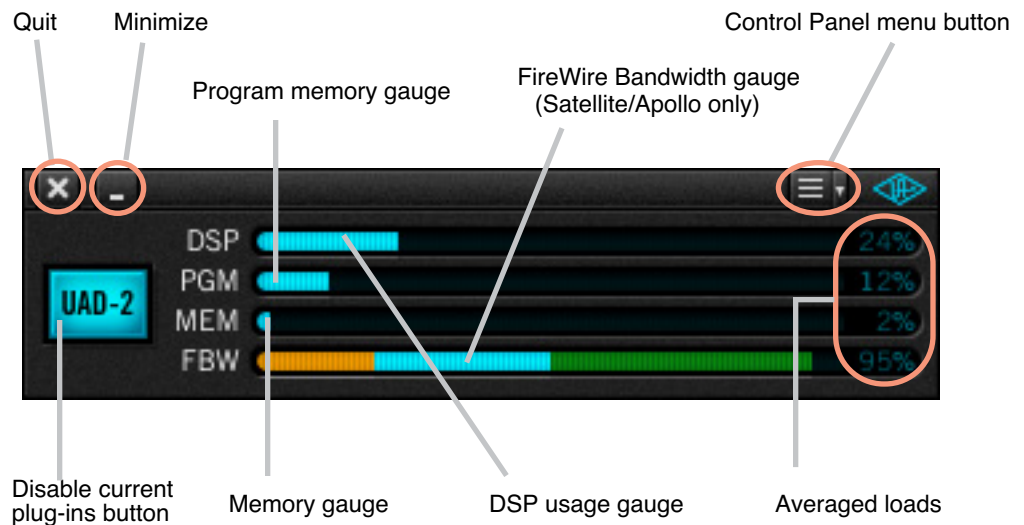 Quit
Minimize
Control Panel menu button
Program memory gauge
FireWire Bandwidth gauge
(Satellite/Apollo only)
DSP
24%
PGM
12%
UAD-2
MEM
2%
FBW
95%
Disable current
plug-ins button
Memory gauge
DSP usage gauge
Averaged loads